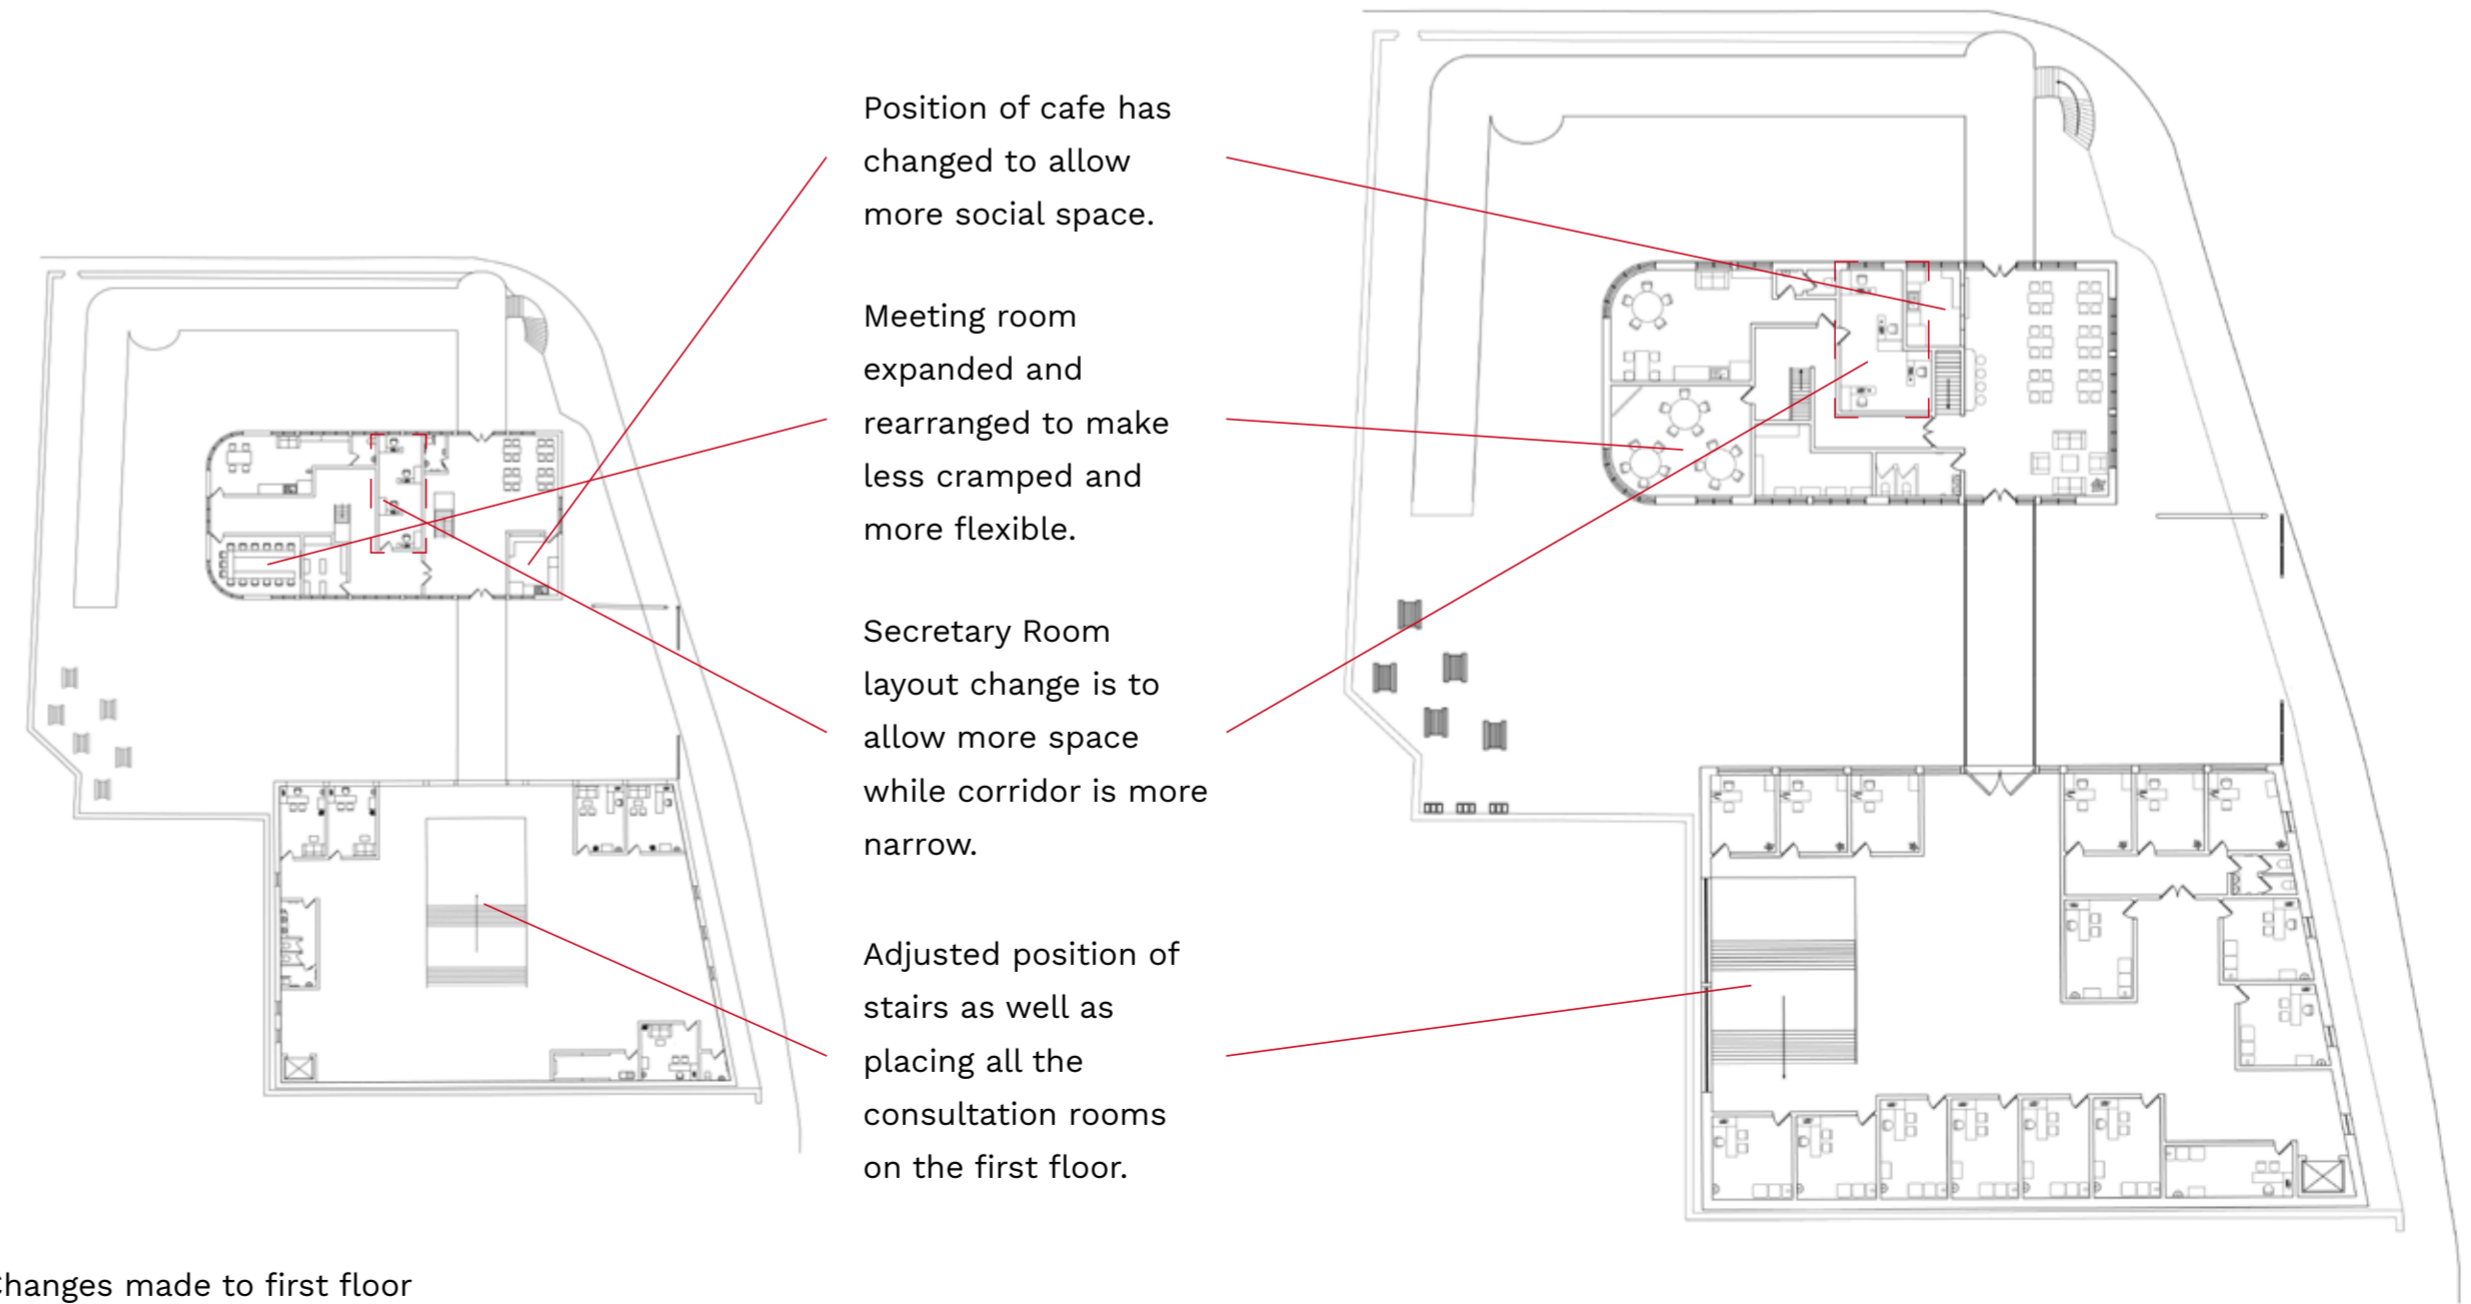 Position of cafe has
changed to allow
more social space.
Meeting room
expanded and
rearranged to make
less cramped and
more flexible.
Secretary Room
layout change is to
allow more space
while corridor is more
narrow.
Adjusted position of
stairs as well as
placing all the
consultation rooms
on the first floor.
hanges made to first floor